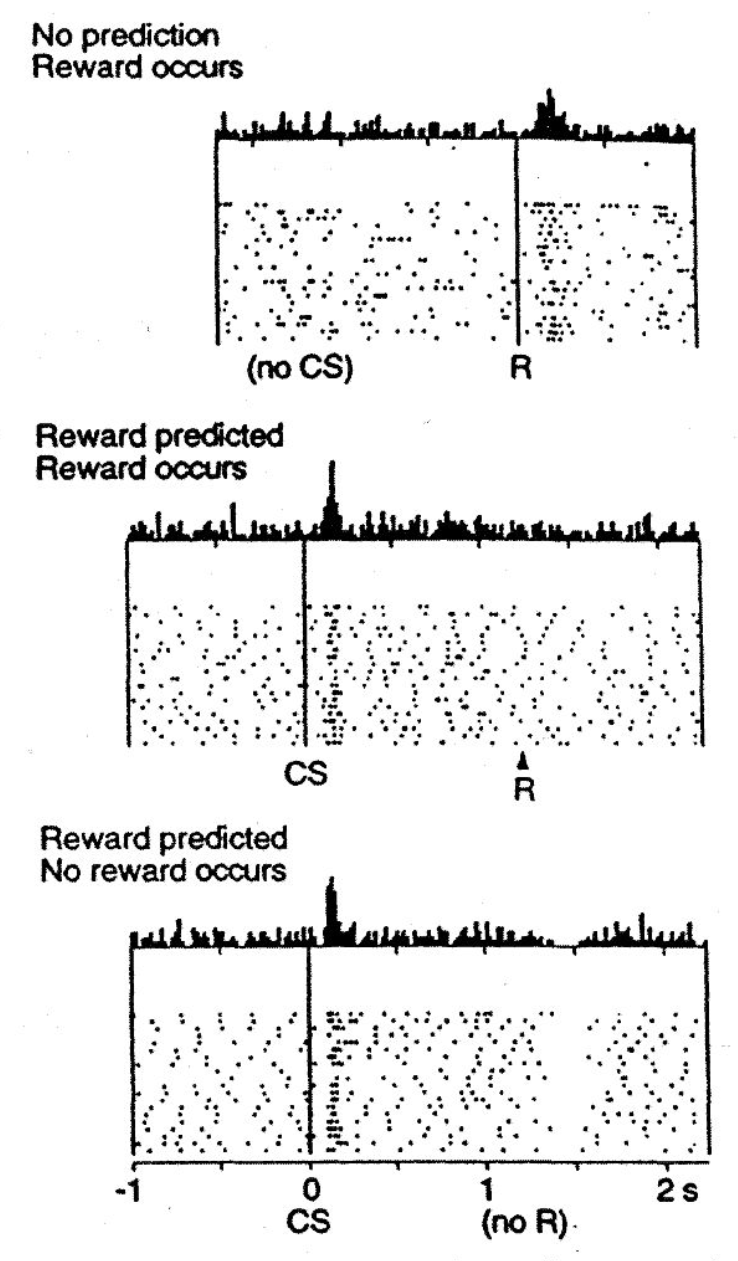 No prediction
Reward occurs
(no CS) R
Reward predicted
Reward occurs
CS R
Reward predicted
No reward occurs
-1 0 1 2 s
CS (no R)